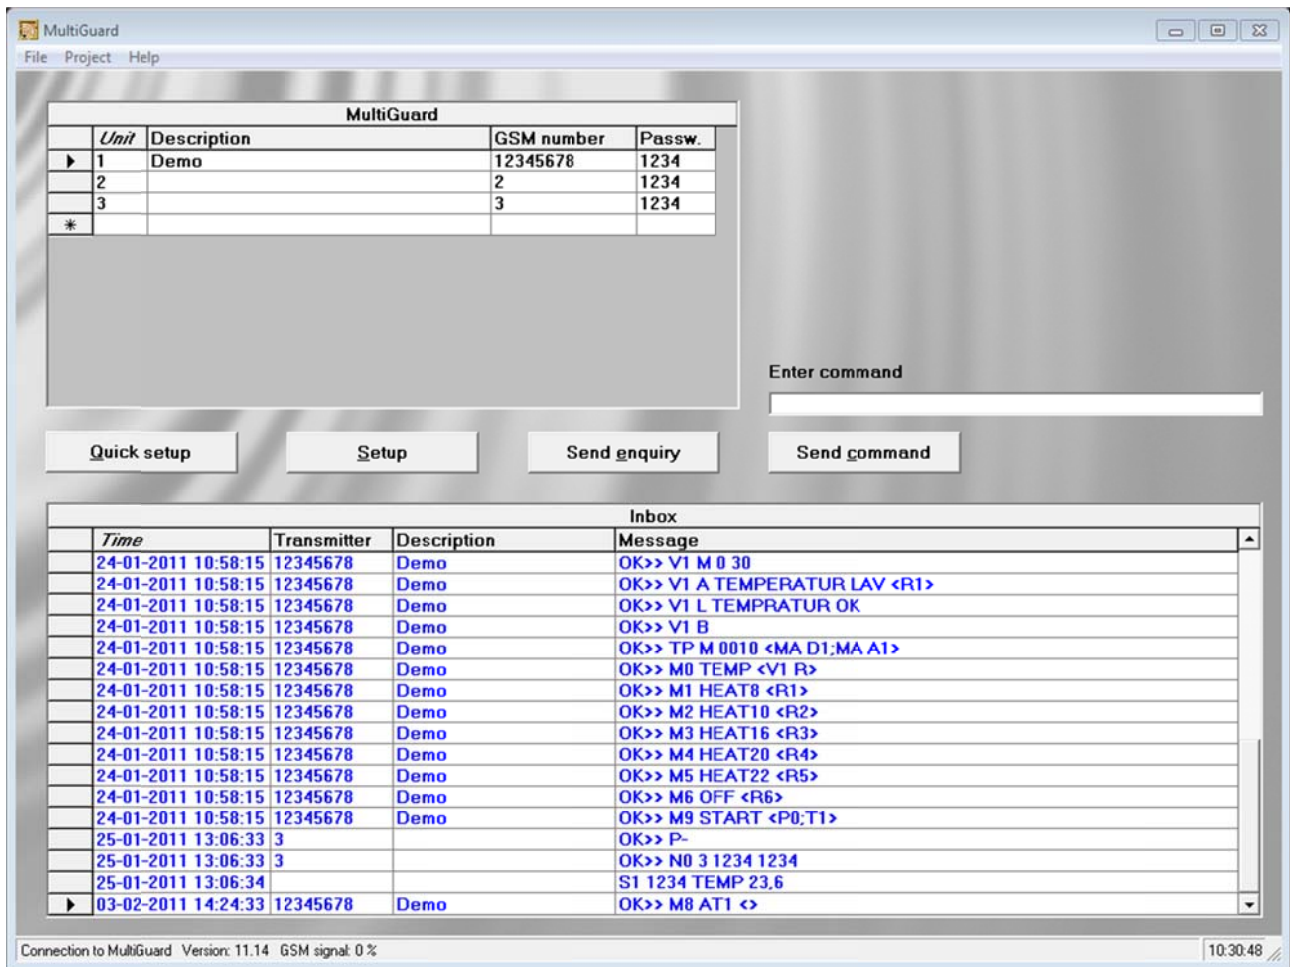 MultiGuard
File Project Help
MultiGuard
Unit Description GSM number Passw.
1 Demo 12345678 1234
2 2 1234
3 3 1234
*
Enter command
Quick setup Setup Send enquiry Send command
Inbox
Time Transmitter Description Message
24-01-2011 10:58:15 12345678 Demo OK>> V1 M 0 30
24-01-2011 10:58:15 12345678 Demo OK>> V1 A TEMPERATUR LAV <R1>
24-01-2011 10:58:15 12345678 Demo OK>> V1 L TEMPRATUR OK
24-01-2011 10:58:15 12345678 Demo OK>> V1 B
24-01-2011 10:58:15 12345678 Demo OK>> TP M 0010 <MA D1;MA A1>
24-01-2011 10:58:15 12345678 Demo OK>> M0 TEMP <V1 R>
24-01-2011 10:58:15 12345678 Demo OK>> M1 HEAT8 <R1>
24-01-2011 10:58:15 12345678 Demo OK>> M2 HEAT10 <R2>
24-01-2011 10:58:15 12345678 Demo OK>> M3 HEAT16 <R3>
24-01-2011 10:58:15 12345678 Demo OK>> M4 HEAT20 <R4>
24-01-2011 10:58:15 12345678 Demo OK>> M5 HEAT22 <R5>
24-01-2011 10:58:15 12345678 Demo OK>> M6 OFF <R6>
24-01-2011 10:58:15 12345678 Demo OK>> M9 START <P0;T1>
25-01-2011 13:06:33 3 OK>> P-
25-01-2011 13:06:33 3 OK>> N0 3 1234 1234
25-01-2011 13:06:34 S1 1234 TEMP 23,6
03-02-2011 14:24:33 12345678 Demo OK>> M8 AT1 <>
Connection to MultiGuard Version: 11.14 GSM signal: 0 % 10:30:48